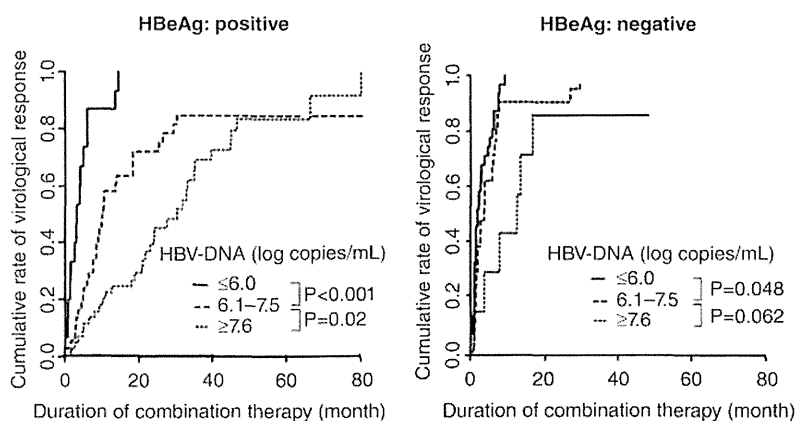 HBeAg: positive
Cumulative rate of virological response
1.0
0.8
0.6
0.4
0.2
0.0
HBV-DNA (log copies/mL)
≤6.0
6.1–7.5
≥7.6
P<0.001
P=0.02
0 20 40 60 80
Duration of combination therapy (month)
HBeAg: negative
Cumulative rate of virological response
1.0
0.8
0.6
0.4
0.2
0.0
HBV-DNA (log copies/mL)
≤6.0
6.1–7.5
≥7.6
P=0.048
P=0.062
0 20 40 60 80
Duration of combination therapy (month)